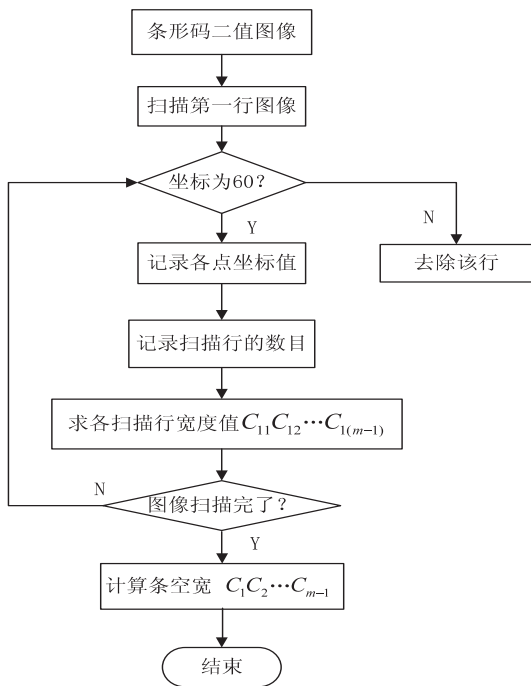 条形码二值图像
扫描第一行图像
坐标为60?
N
Y
记录各点坐标值
去除该行
记录扫描行的数目
求各扫描行宽度值C₁₁C₁₂⋯C₁₍ₘ₋₁₎
N
图像扫描完了?
Y
计算条空宽 C₁C₂⋯Cₘ₋₁
结束